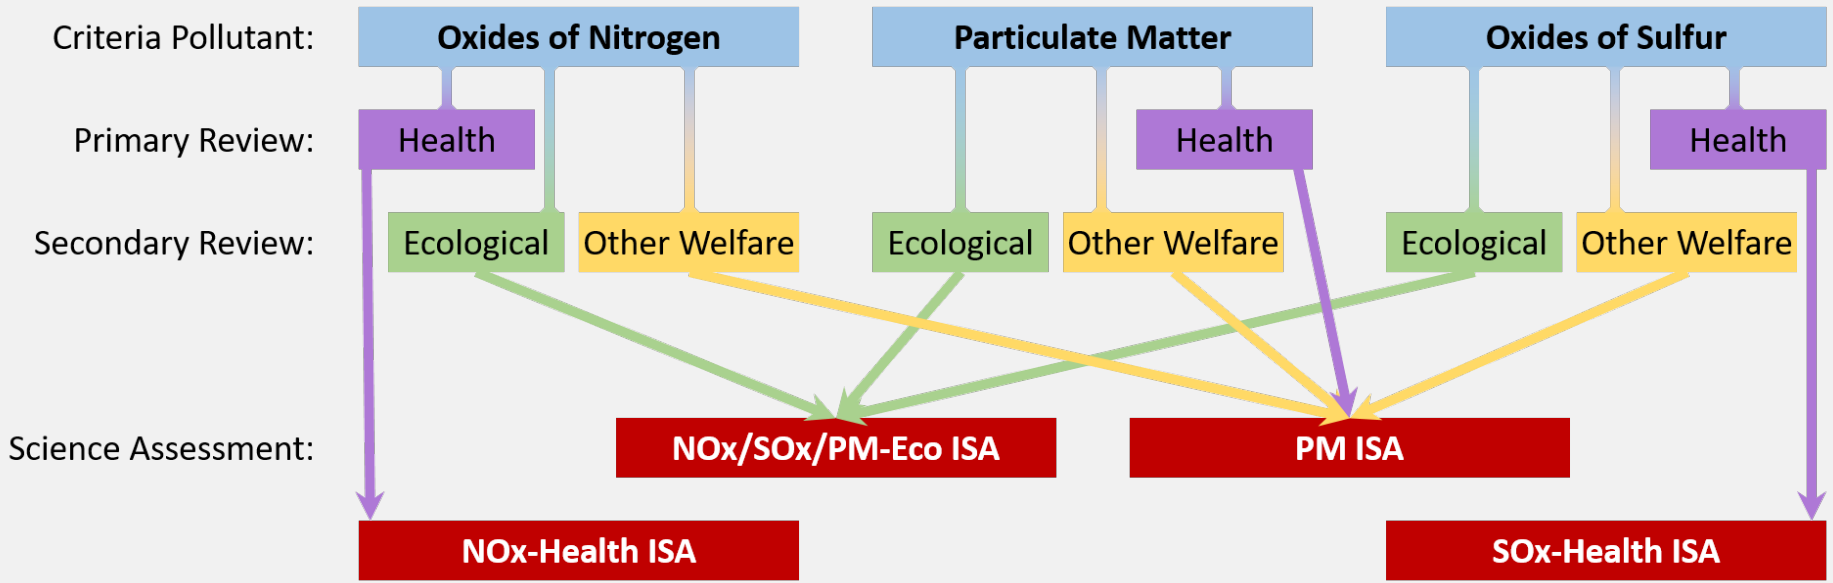 Criteria Pollutant: Oxides of Nitrogen Particulate Matter Oxides of Sulfur
Primary Review: Health Health Health
Secondary Review: Ecological Other Welfare Ecological Other Welfare Ecological Other Welfare
Science Assessment: NOx/SOx/PM-Eco ISA PM ISA
NOx-Health ISA SOx-Health ISA